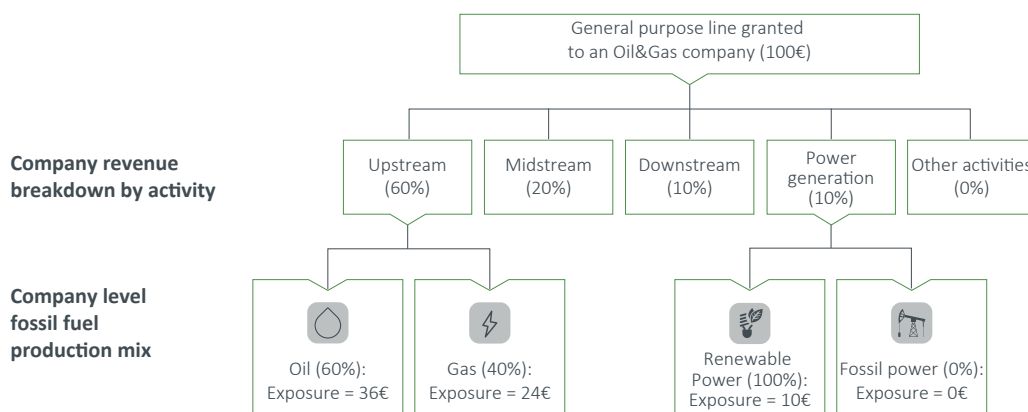 General purpose line granted
to an Oil&Gas company (100€)
Company revenue
breakdown by activity
Upstream
(60%)
Midstream
(20%)
Downstream
(10%)
Power
generation
(10%)
Other activities
(0%)
Company level
fossil fuel
production mix
Oil (60%):
Exposure = 36€
Gas (40%):
Exposure = 24€
Renewable
Power (100%):
Exposure = 10€
Fossil power (0%):
Exposure = 0€